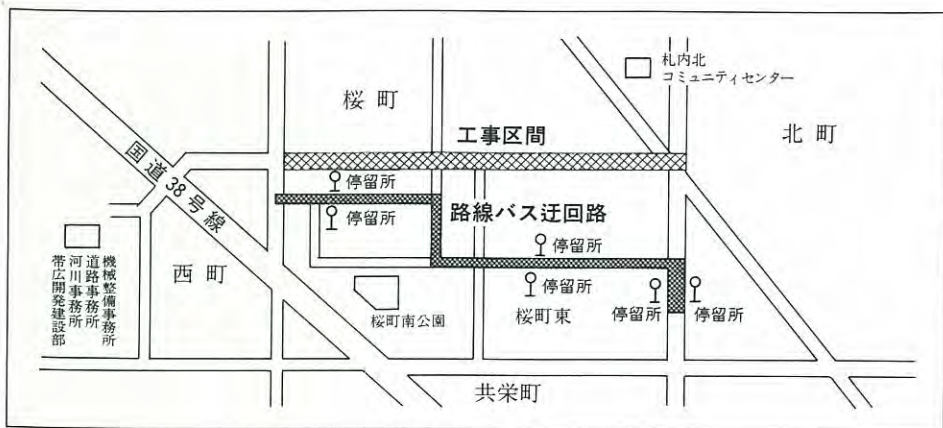 札内北
コミュニティセンター
桜町
北町
工事区間
国道38号線
停留所
路線バス迂回路
停留所
停留所
西町
機械整備事務所
道路事務所
河川事務所
帯広開発建設部
停留所
桜町南公園
桜町東
停留所
停留所
共栄町